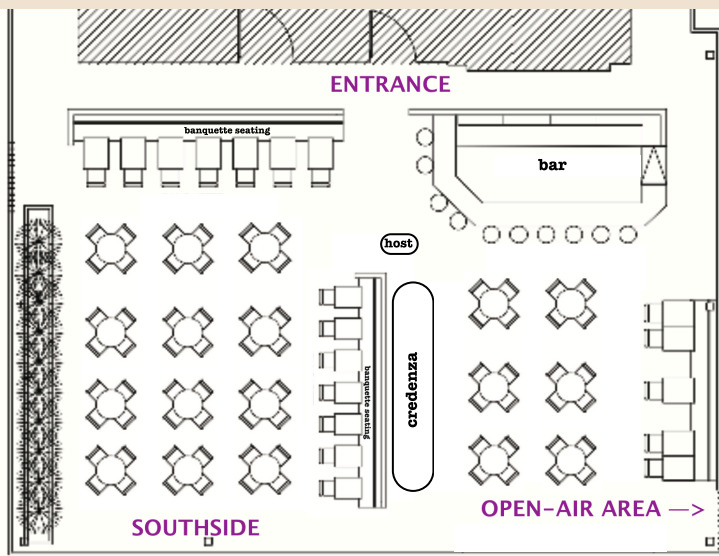 ENTRANCE
banquette seating
bar
host
banquette seating
credenza
OPEN-AIR AREA —>
SOUTHSIDE